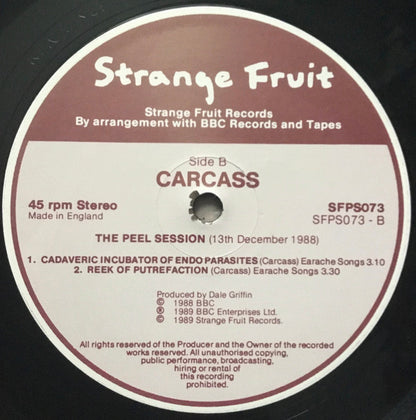 Strange Fruit
Strange Fruit Records
By arrangement with BBC Records and Tapes
Side B
CARCASS
45 rpm Stereo
Made in England
SFPS073
SFPS073 - B
THE PEEL SESSION (13th December 1988)
1. CADAVERIC INCUBATOR OF ENDO PARASITES (Carcass) Earache Songs 3.10
2. REEK OF PUTREFACTION (Carcass) Earache Songs 3.30
Produced by Dale Griffin
© 1988 BBC
℗ 1989 BBC Enterprises Ltd.
© 1989 Strange Fruit Records.
All rights reserved of the Producer and the Owner of the recorded
works reserved. All unauthorised copying,
public performance, broadcasting,
hiring or rental of
this recording
prohibited.